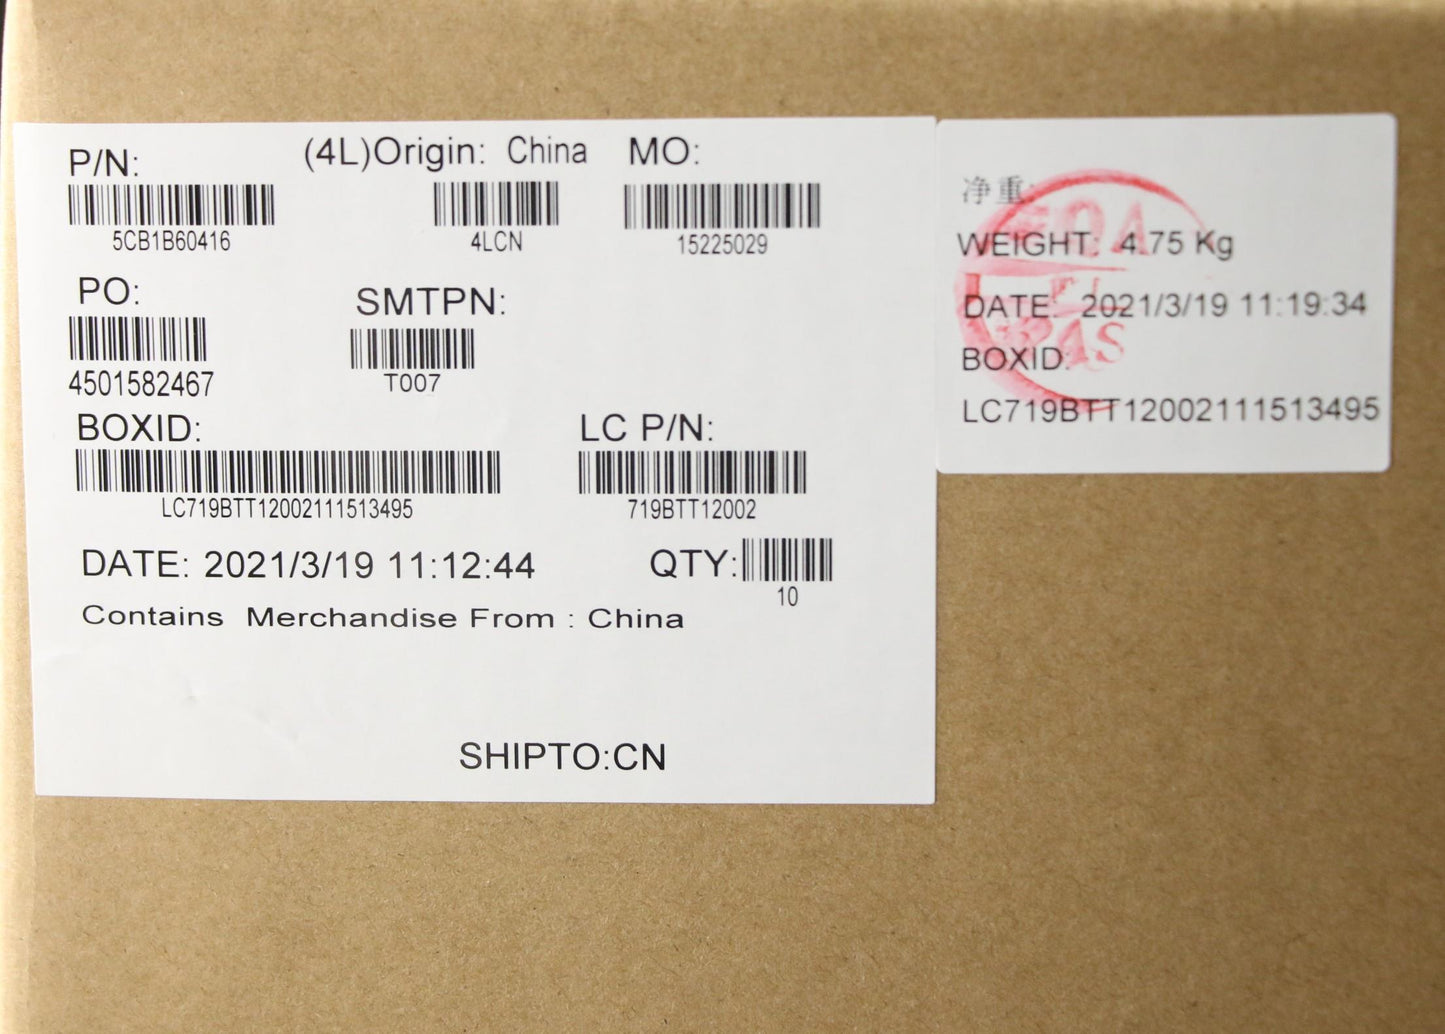 P/N:
(4L)Origin: China
MO:
5CB1B60416
4LCN
15225029
PO:
SMTPN:
4501582467
T007
BOXID:
LC P/N:
LC719BTT12002111513495
719BTT12002
DATE: 2021/3/19 11:12:44
QTY:
10
Contains Merchandise From : China
SHIPTO:CN
净重:
WEIGHT: 4.75 Kg
DATE: 2021/3/19 11:19:34
BOXID:
LC719BTT12002111513495